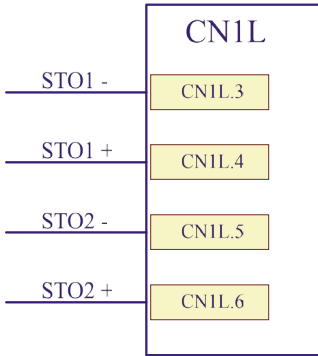 CN1L
STO1 - CN1L.3
STO1 + CN1L.4
STO2 - CN1L.5
STO2 + CN1L.6